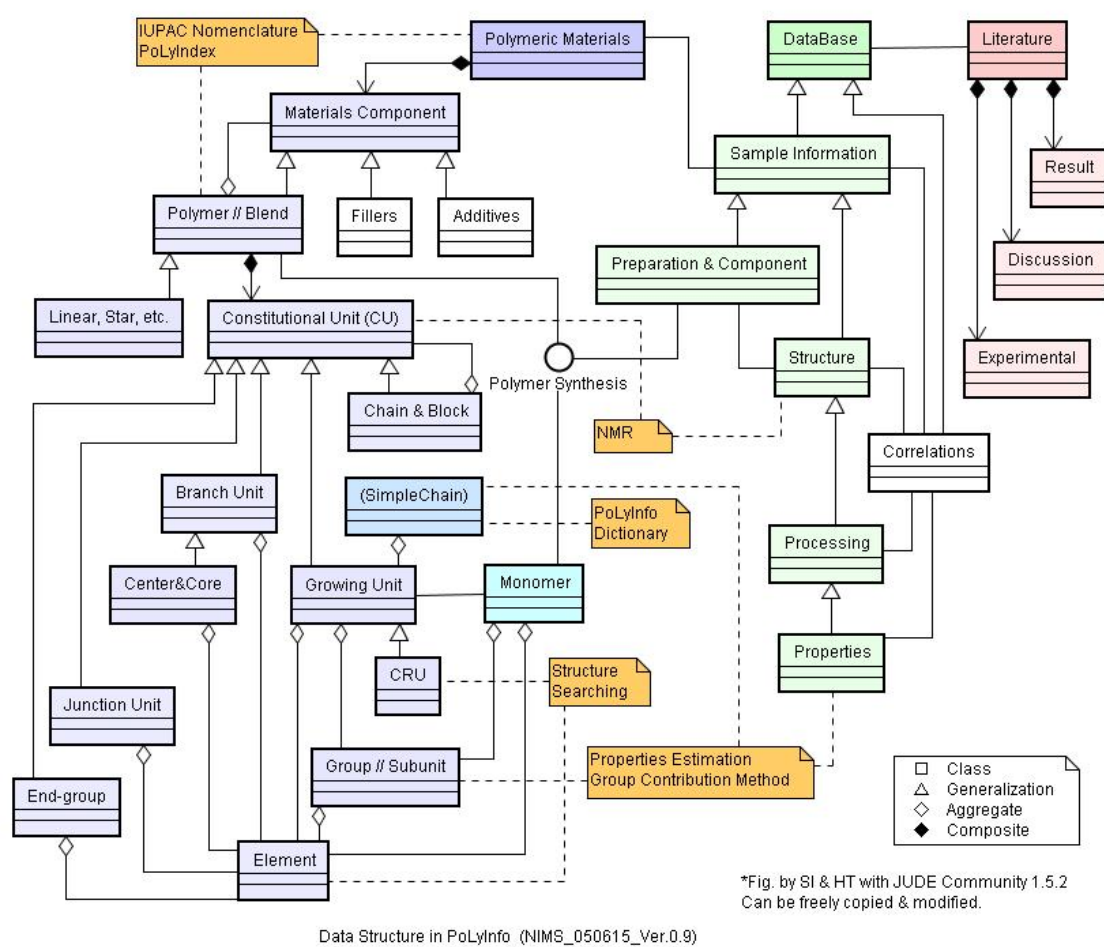 IUPAC Nomenclature
PoLyIndex
Polymeric Materials
DataBase
Literature
Materials Component
Sample Information
Result
Polymer // Blend
Fillers
Additives
Preparation & Component
Discussion
Linear, Star, etc.
Constitutional Unit (CU)
Structure
Experimental
Polymer Synthesis
Chain & Block
NMR
Correlations
Branch Unit
(SimpleChain)
PoLyInfo
Dictionary
Processing
Center&Core
Growing Unit
Monomer
Properties
CRU
Structure
Searching
Junction Unit
Group // Subunit
Properties Estimation
Group Contribution Method
Class
Generalization
Aggregate
Composite
End-group
Element
*Fig. by SI & HT with JUDE Community 1.5.2
Can be freely copied & modified.
Data Structure in PoLyInfo (NIMS_050615_Ver.0.9)